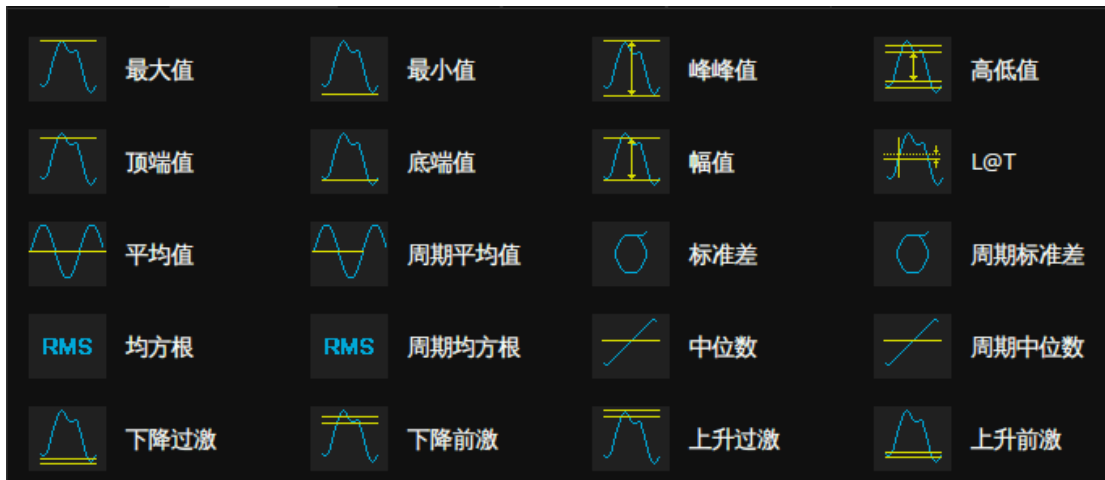 最大值 最小值 峰峰值 高低值
顶端值 底端值 幅值 L@T
平均值 周期平均值 标准差 周期标准差
RMS 均方根 RMS 周期均方根 中位数 周期中位数
下降过激 下降前激 上升过激 上升前激